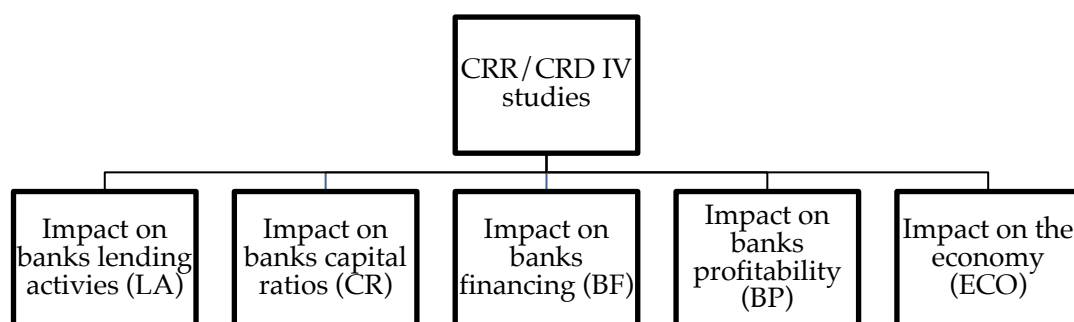 CRR/CRD IV
studies
Impact on
banks lending
activies (LA)
Impact on
banks capital
ratios (CR)
Impact on
banks
financing (BF)
Impact on
banks
profitability
(BP)
Impact on the
economy
(ECO)